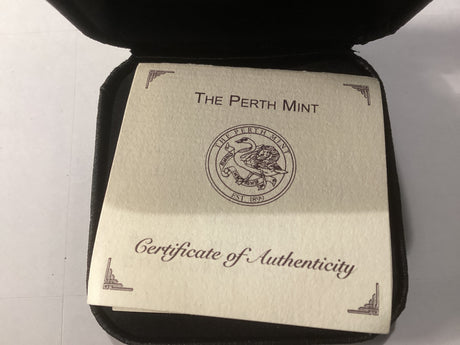 THE PERTH MINT
THE PERTH MINT
EST. 1899
Certificate of Authenticity